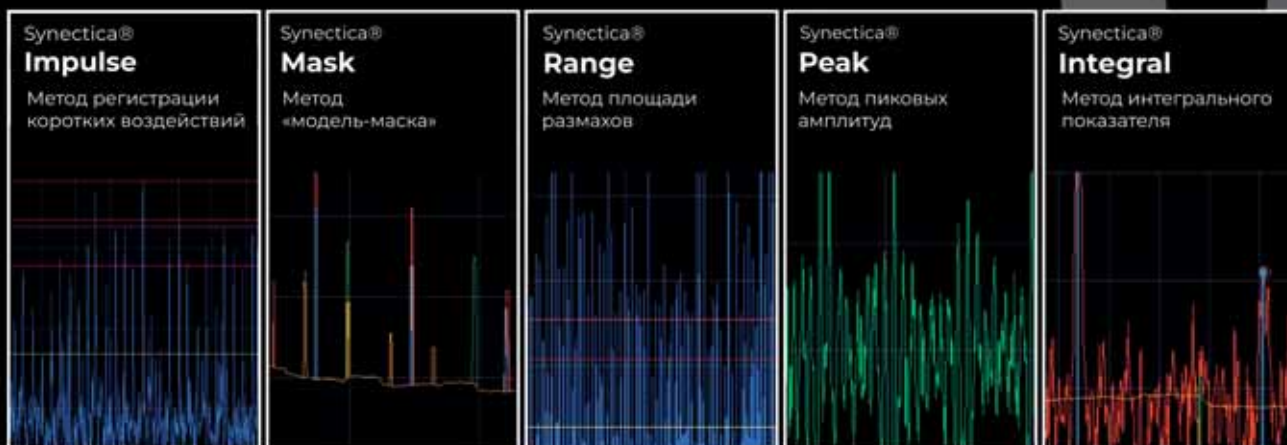 Synectica®
Impulse
Метод регистрации
коротких воздействий
Synectica®
Mask
Метод
«модель-маска»
Synectica®
Range
Метод площади
размахов
Synectica®
Peak
Метод пиковых
амплитуд
Synectica®
Integral
Метод интегрального
показателя